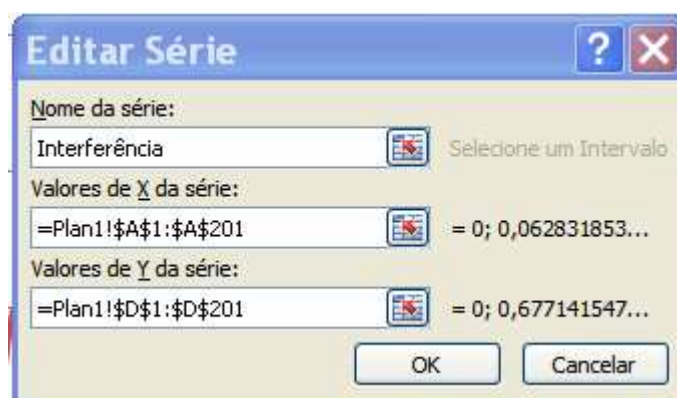 Editar Série ? X
Nome da série:
Interferência Selecione um Intervalo
Valores de X da série:
=Plan1!$A$1:$A$201 = 0; 0,062831853...
Valores de Y da série:
=Plan1!$D$1:$D$201 = 0; 0,677141547...
OK Cancelar